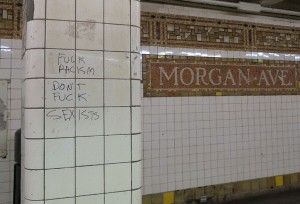 FUCK
RACISM
DON'T
FUCK
SEXISTS
MORGAN AVE.